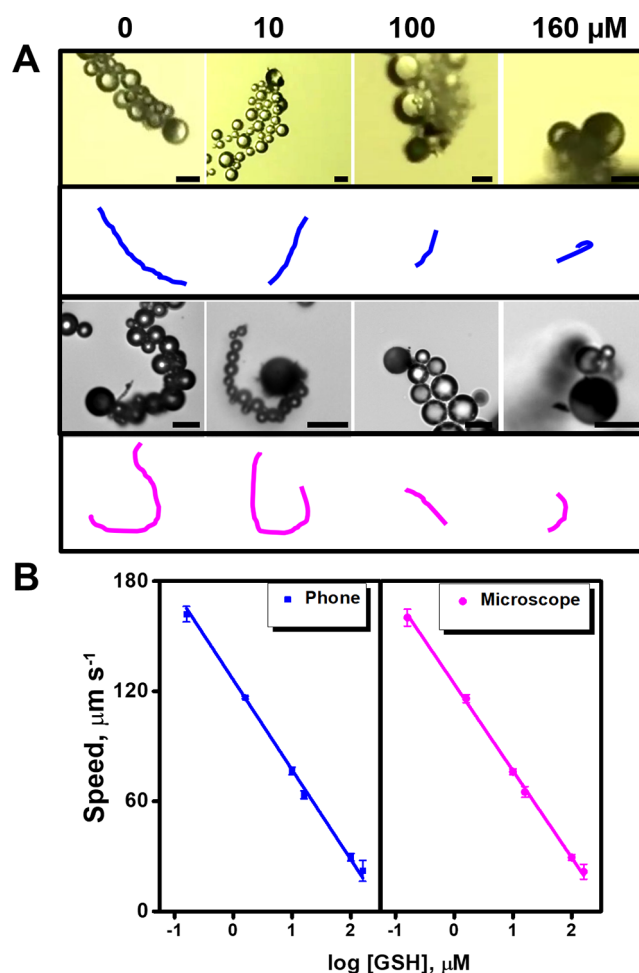 0 10 100 160 µM
A
B
Phone
Microscope
Speed, µm s⁻¹
180
120
60
0
-1 0 1 2 -1 0 1 2
log [GSH], µM